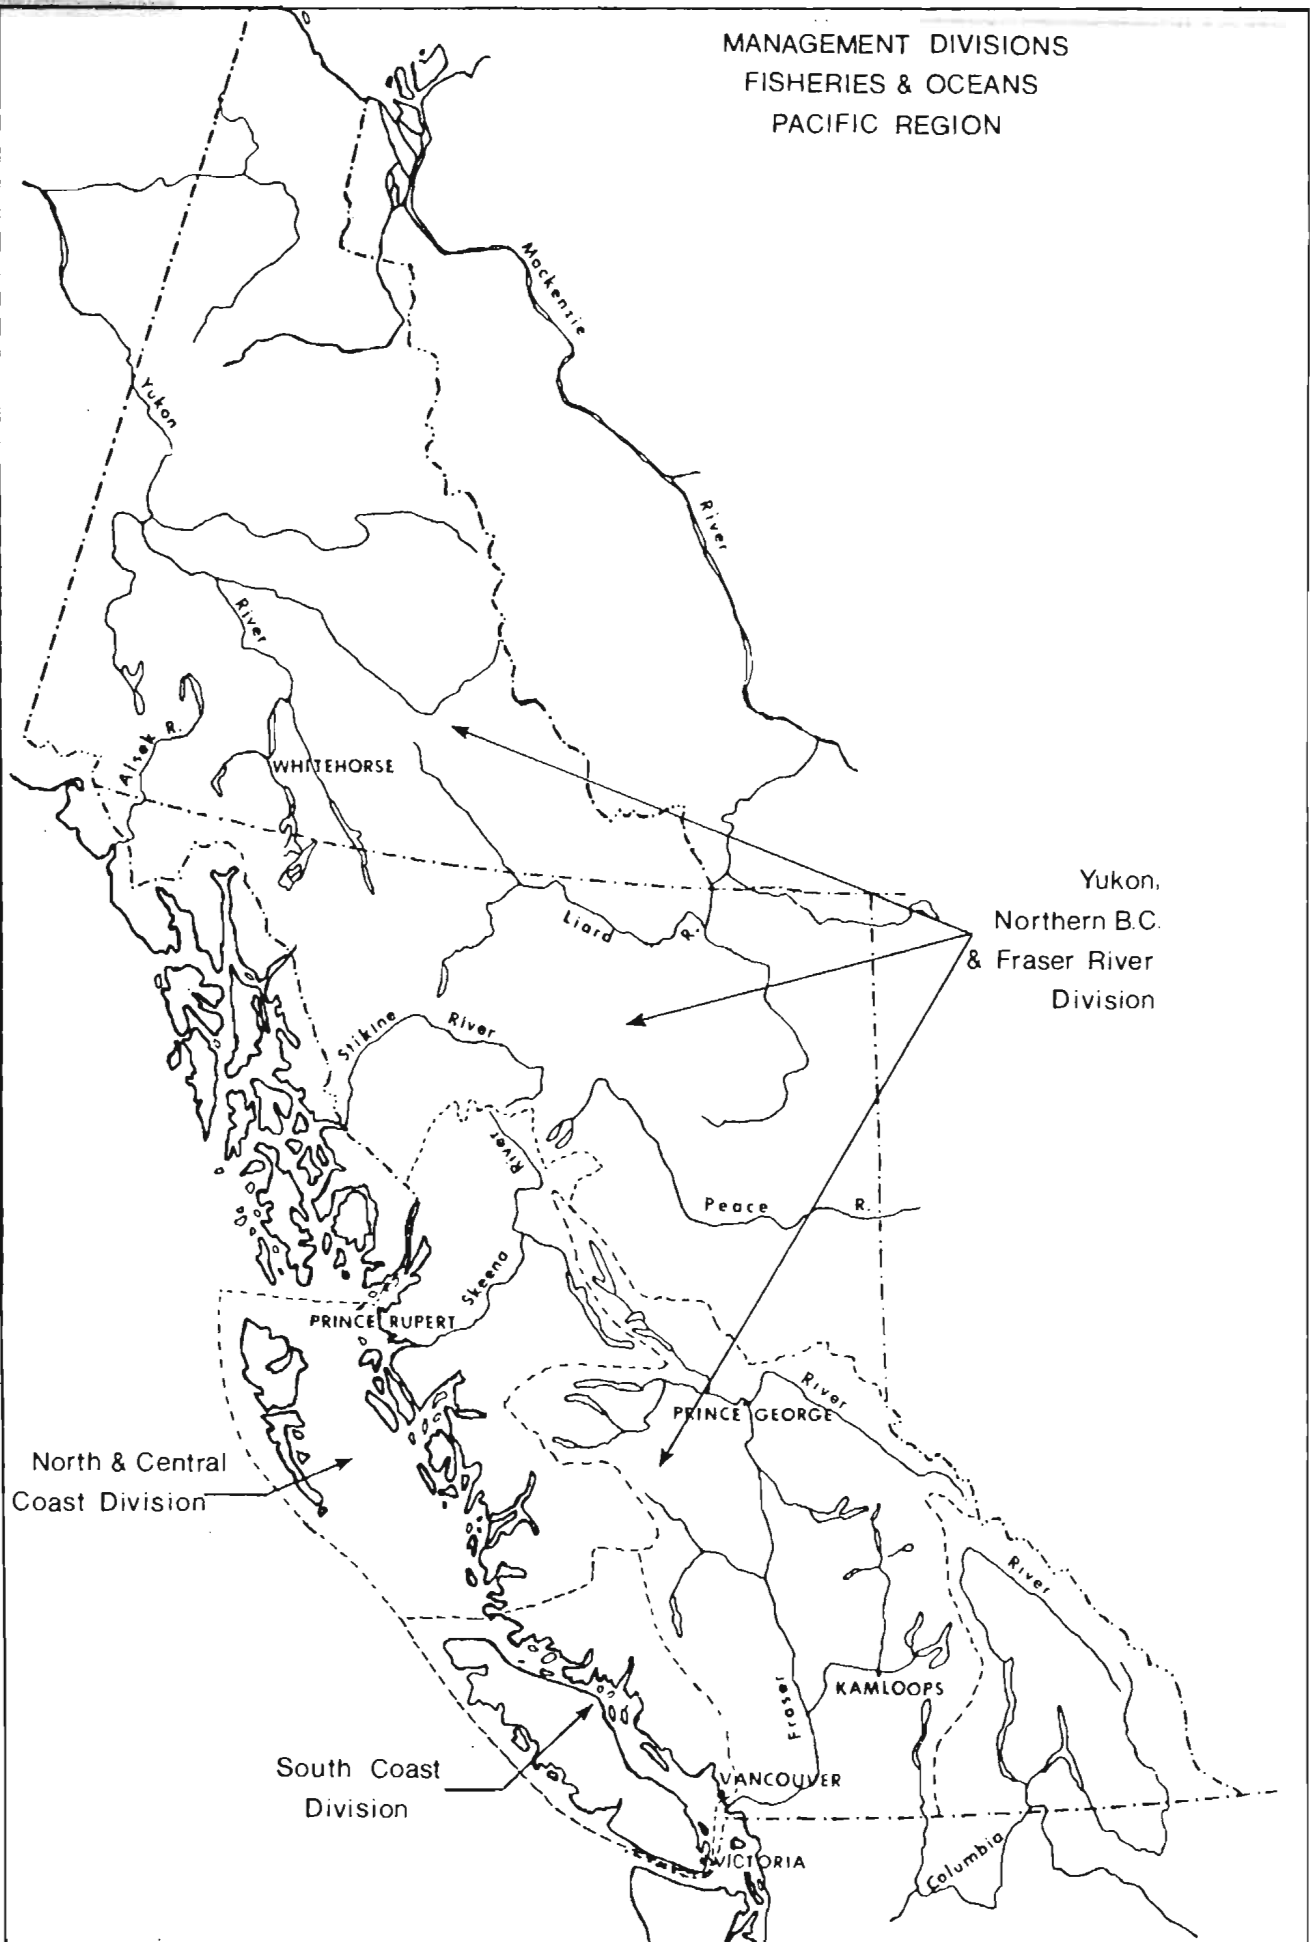 MANAGEMENT DIVISIONS
FISHERIES & OCEANS
PACIFIC REGION
Mackenzie
River
Yukon
River
Alsek R.
WHITEHORSE
Liard R.
Yukon,
Northern B.C.
& Fraser River
Division
Stikine River
River
Skeena
Peace R.
PRINCE RUPERT
River
PRINCE GEORGE
North & Central
Coast Division
River
Fraser
KAMLOOPS
South Coast
Division
VANCOUVER
VICTORIA
Columbia